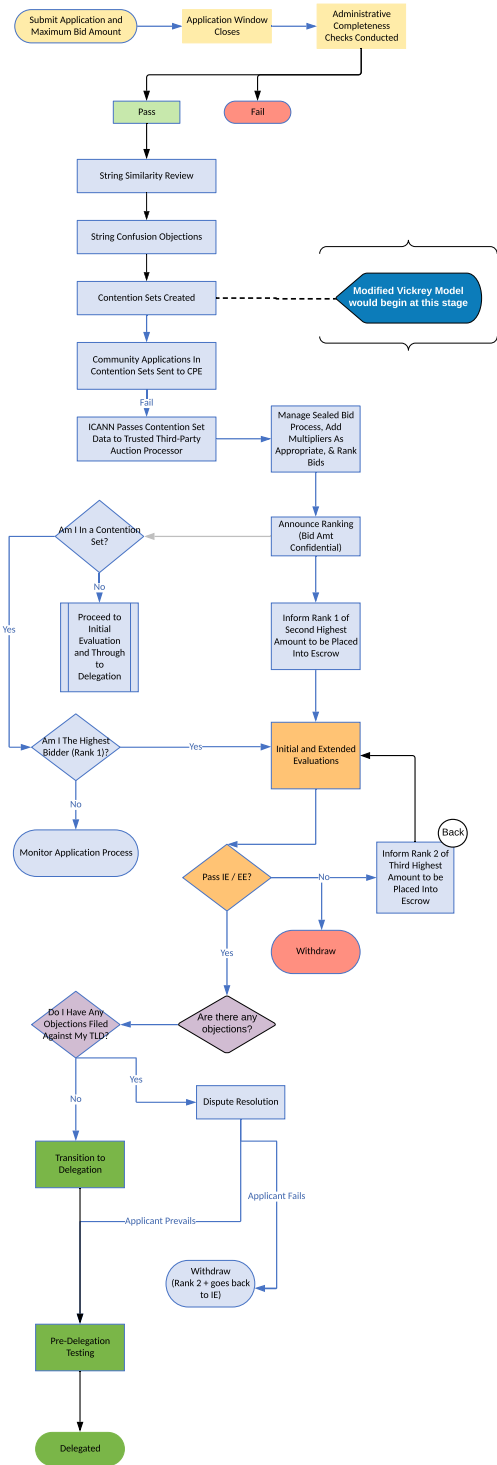 Submit Application and
Maximum Bid Amount
Application Window
Closes
Administrative
Completeness
Checks Conducted
Pass
Fail
String Similarity Review
String Confusion Objections
Contention Sets Created
Modified Vickrey Model
would begin at this stage
Community Applications In
Contention Sets Sent to CPE
Fail
ICANN Passes Contention Set
Data to Trusted Third-Party
Auction Processor
Manage Sealed Bid
Process, Add
Multipliers As
Appropriate, & Rank
Bids
Am I In a Contention
Set?
Announce Ranking
(Bid Amt
Confidential)
No
Yes
Proceed to
Initial
Evaluation
and Through
to
Delegation
Inform Rank 1 of
Second Highest
Amount to be Placed
Into Escrow
Am I The Highest
Bidder (Rank 1)?
Yes
Initial and Extended
Evaluations
No
Monitor Application Process
Back
Inform Rank 2 of
Third Highest
Amount to be
Placed Into
Escrow
Pass IE / EE?
No
Withdraw
Yes
Are there any
objections?
Do I Have Any
Objections Filed
Against My TLD?
Yes
No
Dispute Resolution
Transition to
Delegation
Applicant Fails
Applicant Prevails
Withdraw
(Rank 2 + goes back
to IE)
Pre-Delegation
Testing
Delegated